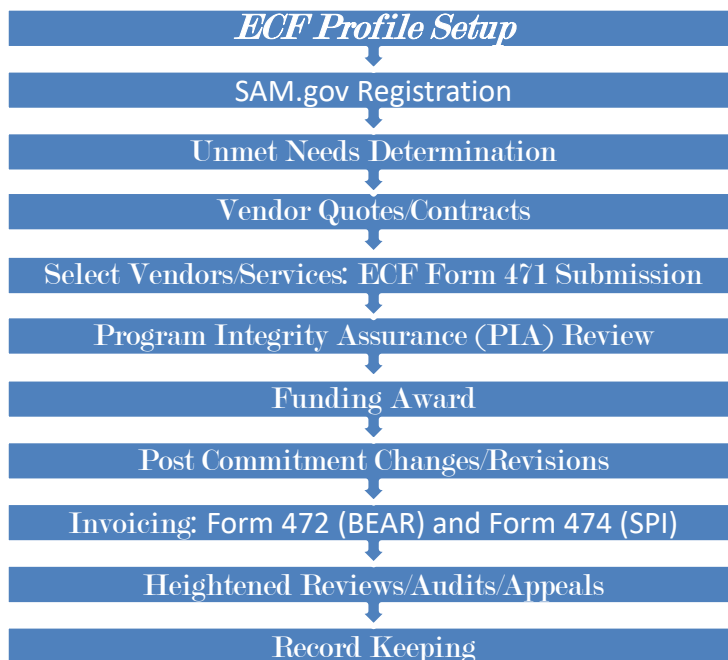 ECF Profile Setup
SAM.gov Registration
Unmet Needs Determination
Vendor Quotes/Contracts
Select Vendors/Services: ECF Form 471 Submission
Program Integrity Assurance (PIA) Review
Funding Award
Post Commitment Changes/Revisions
Invoicing: Form 472 (BEAR) and Form 474 (SPI)
Heightened Reviews/Audits/Appeals
Record Keeping